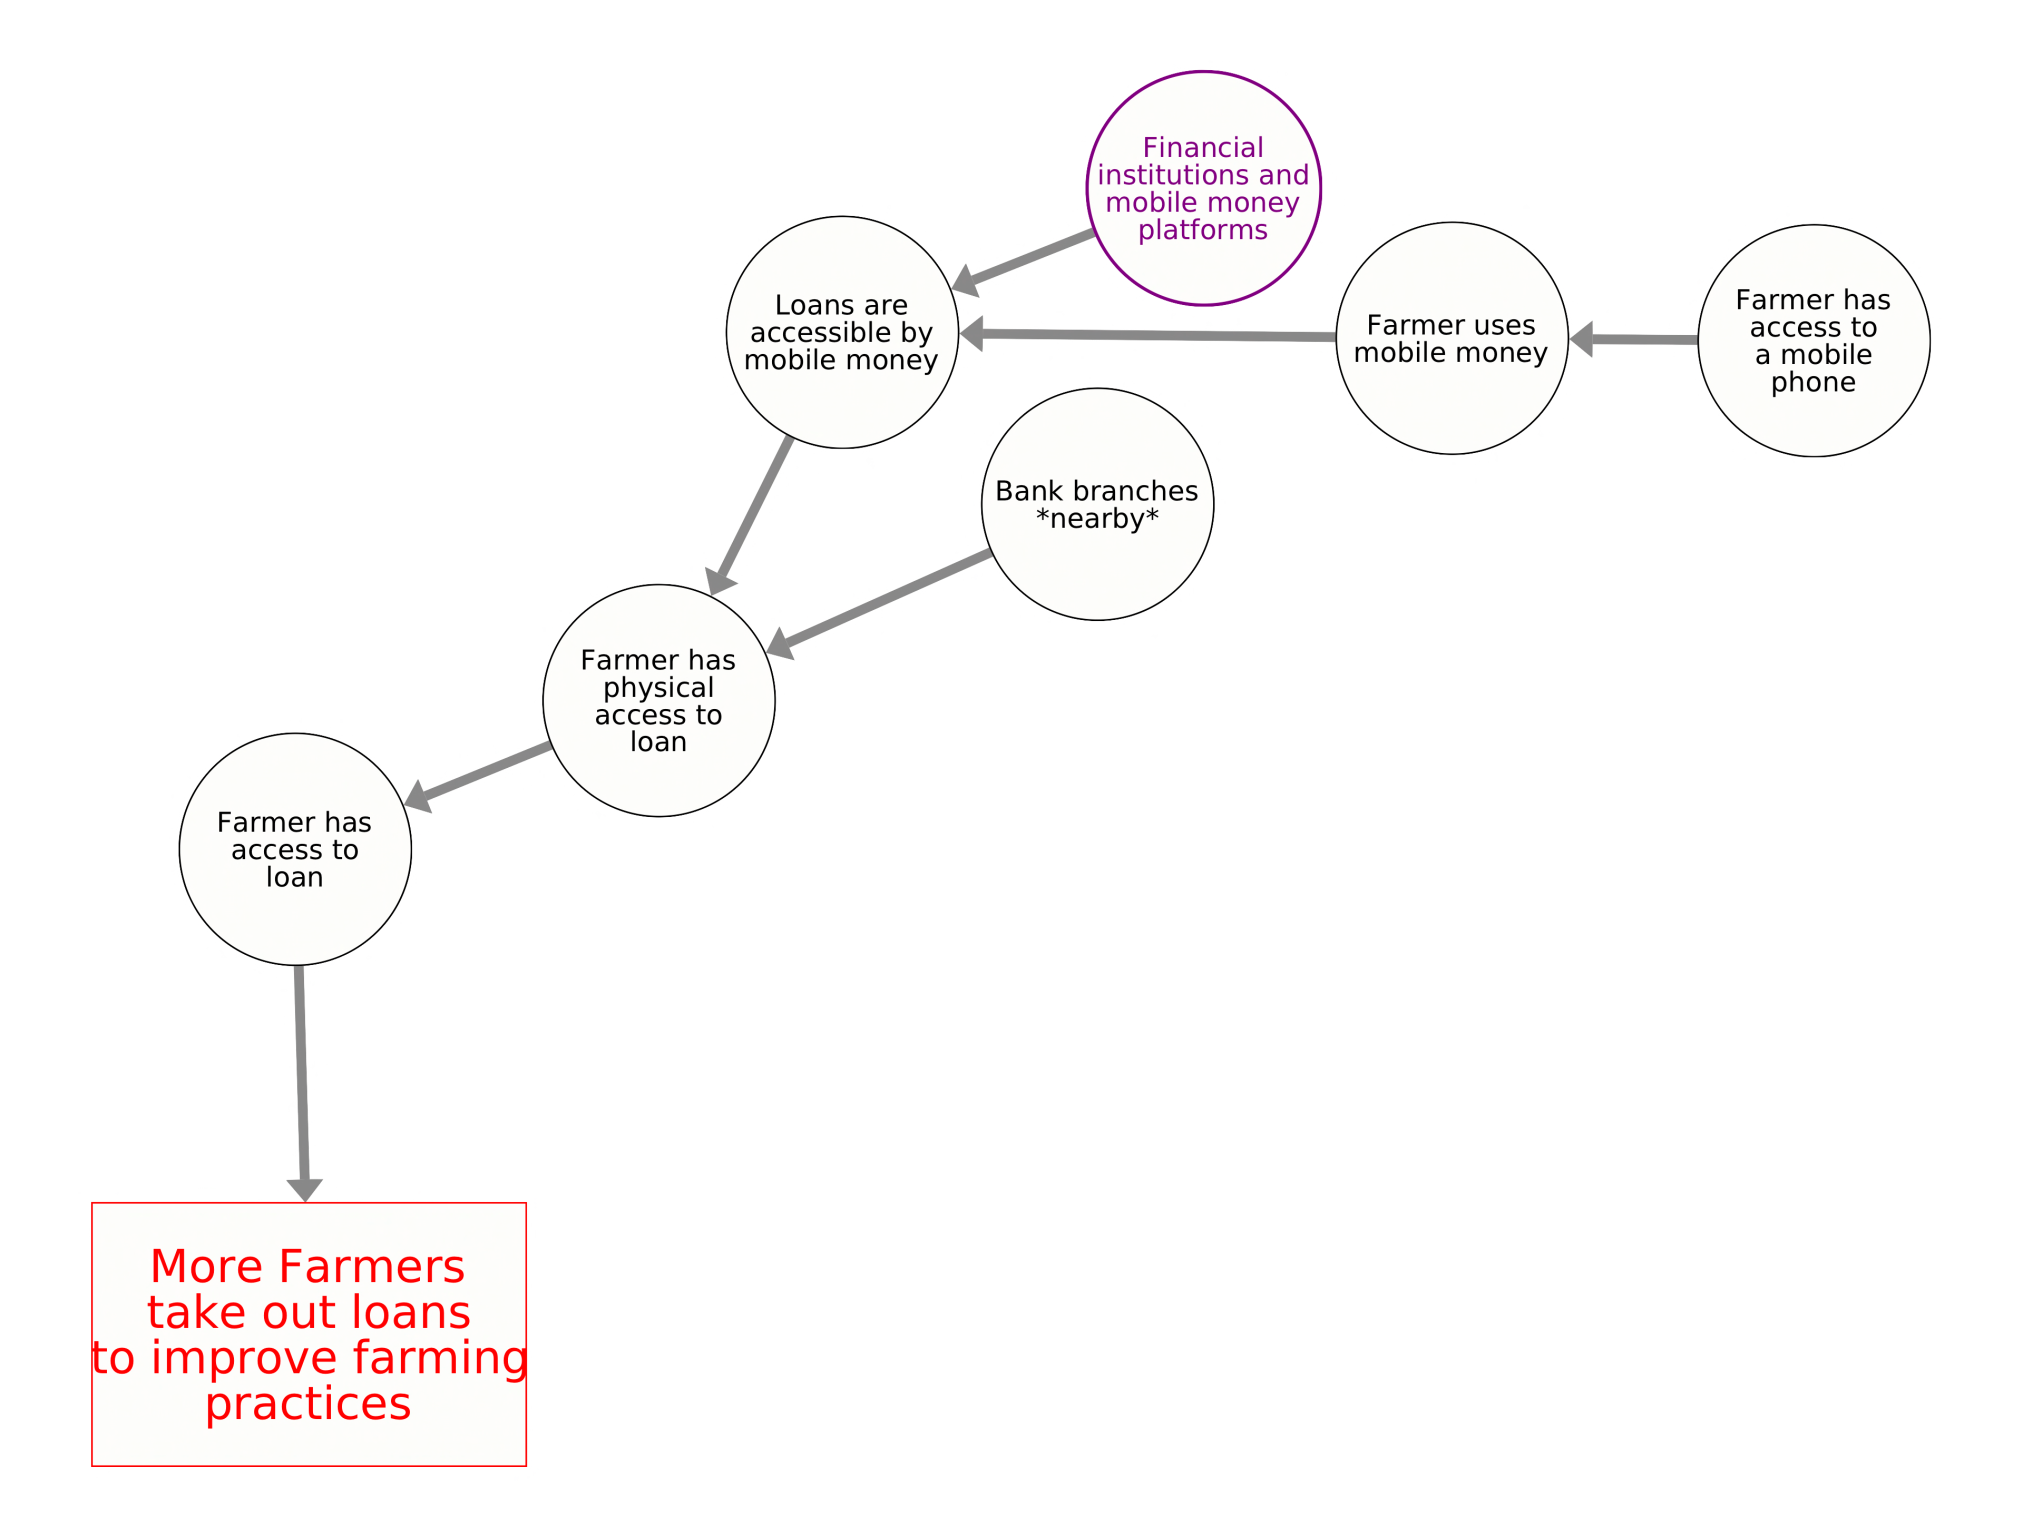 Financial
institutions and
mobile money
platforms
Loans are
accessible by
mobile money
Farmer uses
mobile money
Farmer has
access to
a mobile
phone
Bank branches
*nearby*
Farmer has
physical
access to
loan
Farmer has
access to
loan
More Farmers
take out loans
to improve farming
practices